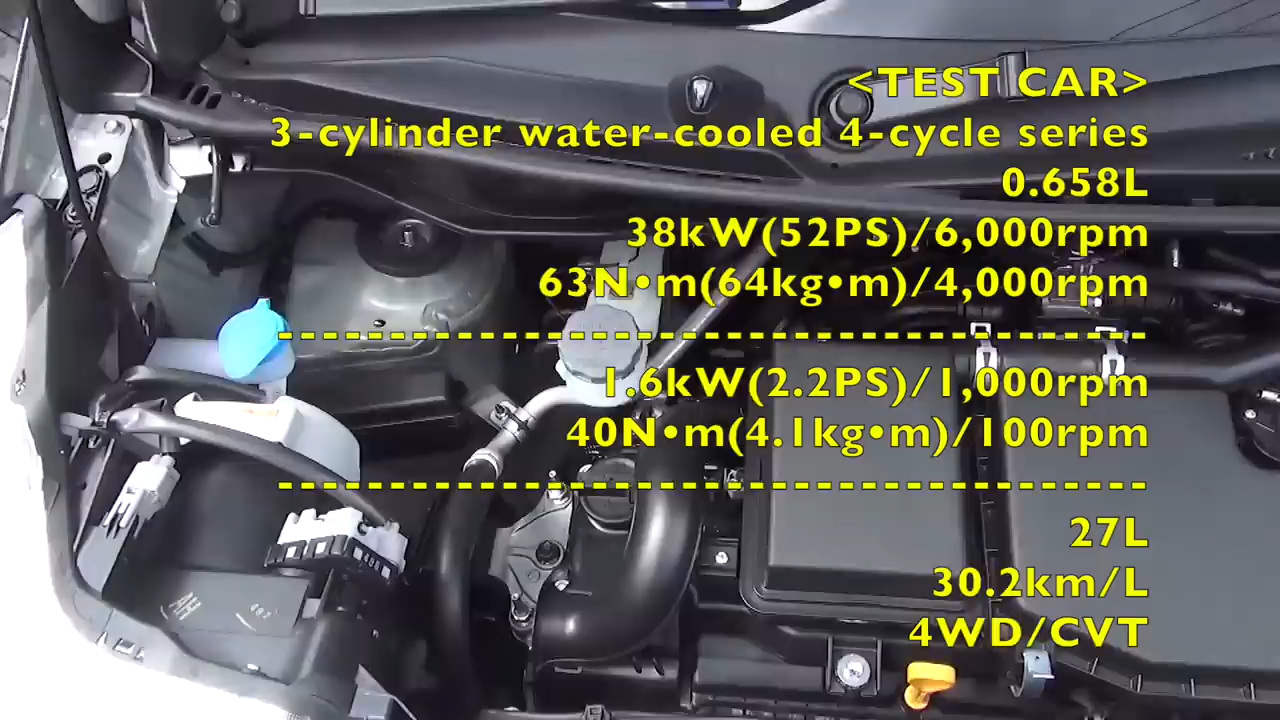 <TEST CAR>
3-cylinder water-cooled 4-cycle series
0.658L
38kW(52PS)/6,000rpm
63N•m(64kg•m)/4,000rpm
-----------------------------------
1.6kW(2.2PS)/1,000rpm
40N•m(4.1kg•m)/100rpm
-----------------------------------
27L
30.2km/L
4WD/CVT